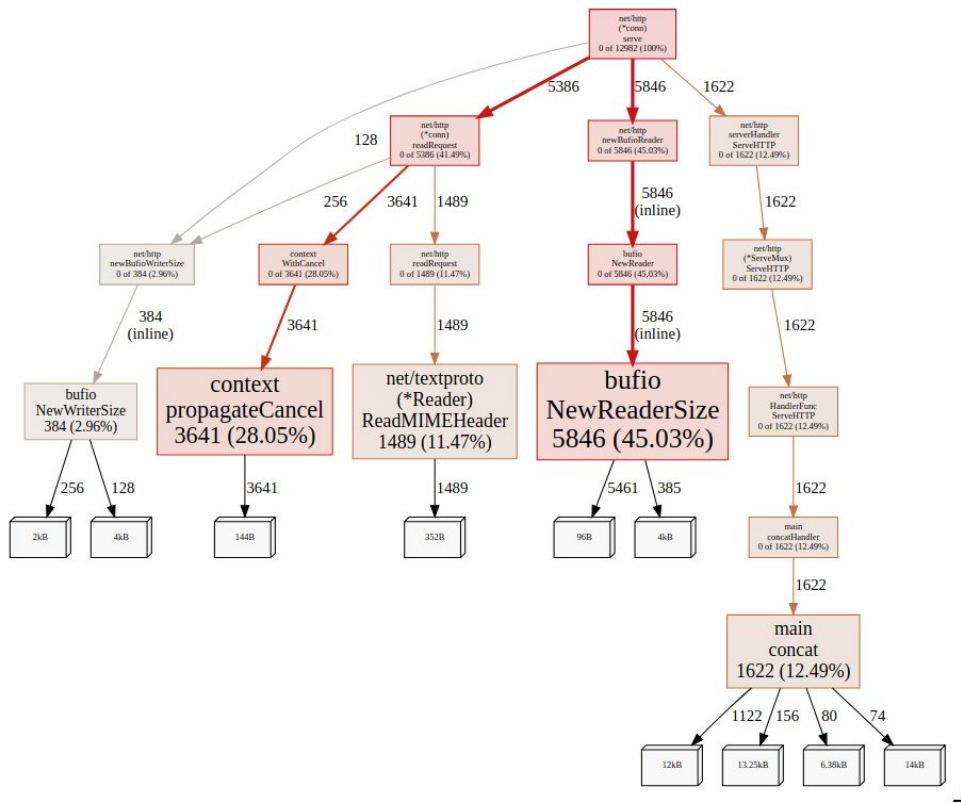 net/http
(*conn)
serve
0 of 12982 (100%)
5386
5846
1622
128
net/http
(*conn)
readRequest
0 of 5386 (41.49%)
net/http
newBufioReader
0 of 5846 (45.03%)
net/http
serverHandler
ServeHTTP
0 of 1622 (12.49%)
256
3641
1489
5846
(inline)
1622
net/http
newBufioWriterSize
0 of 384 (2.96%)
context
WithCancel
0 of 3641 (28.05%)
net/http
readRequest
0 of 1489 (11.47%)
bufio
NewReader
0 of 5846 (45.03%)
net/http
(*ServeMux)
ServeHTTP
0 of 1622 (12.49%)
384
(inline)
3641
1489
5846
(inline)
1622
bufio
NewWriterSize
384 (2.96%)
context
propagateCancel
3641 (28.05%)
net/textproto
(*Reader)
ReadMIMEHeader
1489 (11.47%)
bufio
NewReaderSize
5846 (45.03%)
net/http
HandlerFunc
ServeHTTP
0 of 1622 (12.49%)
256
128
3641
1489
5461
385
1622
2kB
4kB
144B
352B
96B
4kB
main
concatHandler
0 of 1622 (12.49%)
1622
main
concat
1622 (12.49%)
1122
156
80
74
12kB
13.25kB
6.38kB
14kB